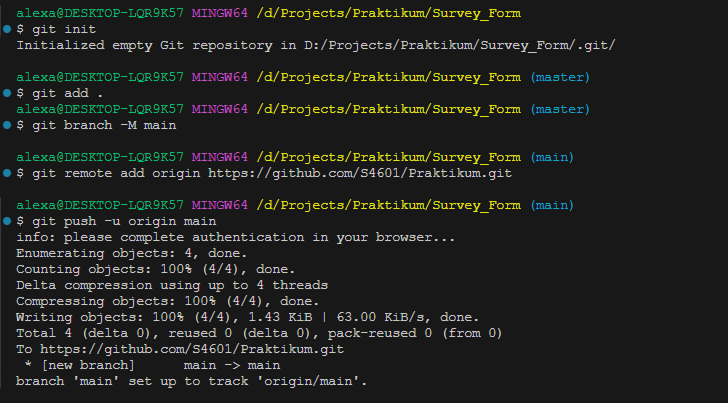 alexa@DESKTOP-LQR9K57 MINGW64 /d/Projects/Praktikum/Survey_Form
$ git init
Initialized empty Git repository in D:/Projects/Praktikum/Survey_Form/.git/
alexa@DESKTOP-LQR9K57 MINGW64 /d/Projects/Praktikum/Survey_Form (master)
$ git add .
alexa@DESKTOP-LQR9K57 MINGW64 /d/Projects/Praktikum/Survey_Form (master)
$ git branch -M main
alexa@DESKTOP-LQR9K57 MINGW64 /d/Projects/Praktikum/Survey_Form (main)
$ git remote add origin https://github.com/S4601/Praktikum.git
alexa@DESKTOP-LQR9K57 MINGW64 /d/Projects/Praktikum/Survey_Form (main)
$ git push -u origin main
info: please complete authentication in your browser...
Enumerating objects: 4, done.
Counting objects: 100% (4/4), done.
Delta compression using up to 4 threads
Compressing objects: 100% (4/4), done.
Writing objects: 100% (4/4), 1.43 KiB | 63.00 KiB/s, done.
Total 4 (delta 0), reused 0 (delta 0), pack-reused 0 (from 0)
To https://github.com/S4601/Praktikum.git
 * [new branch]      main -> main
branch 'main' set up to track 'origin/main'.